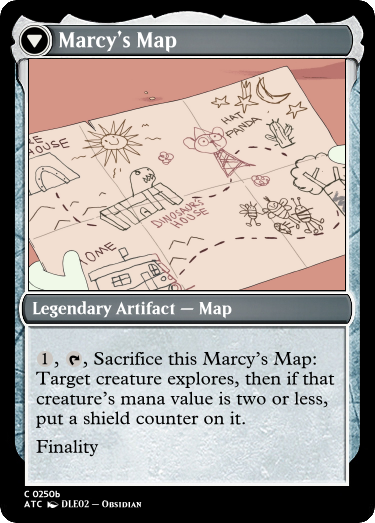 Marcy's Map
HOUSE
HAT
PANDA
DINOSAUR'S
HOUSE
HOME
Legendary Artifact — Map
1, T, Sacrifice this Marcy's Map:
Target creature explores, then if that
creature's mana value is two or less,
put a shield counter on it.
Finality
C 0250b
ATC DLE02 — Obsidian